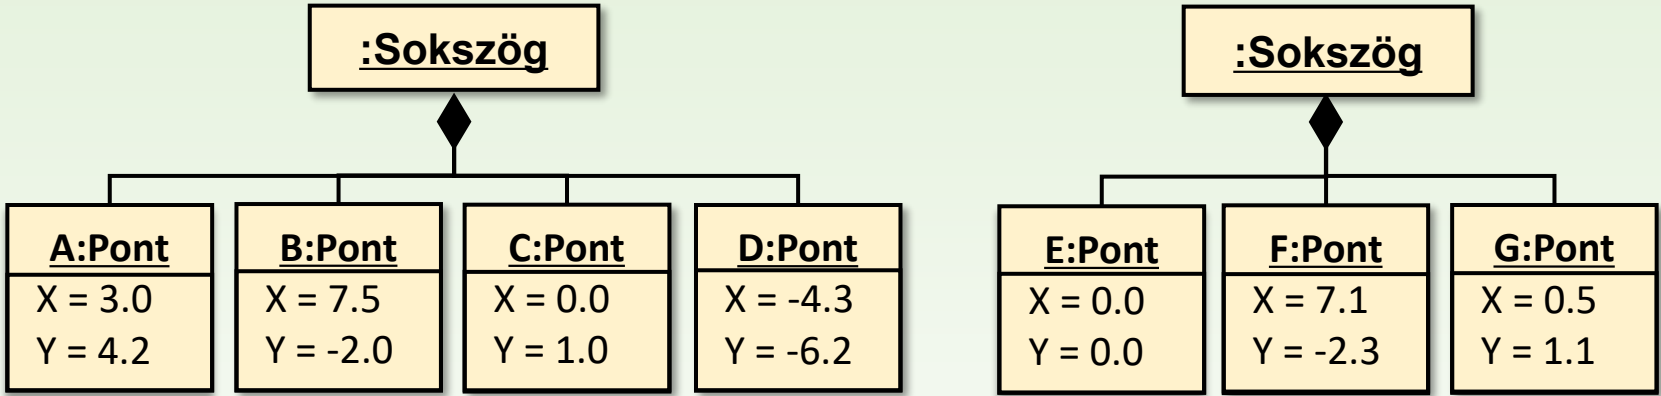 :Sokszög
:Sokszög
A:Pont
X = 3.0
Y = 4.2
B:Pont
X = 7.5
Y = -2.0
C:Pont
X = 0.0
Y = 1.0
D:Pont
X = -4.3
Y = -6.2
E:Pont
X = 0.0
Y = 0.0
F:Pont
X = 7.1
Y = -2.3
G:Pont
X = 0.5
Y = 1.1